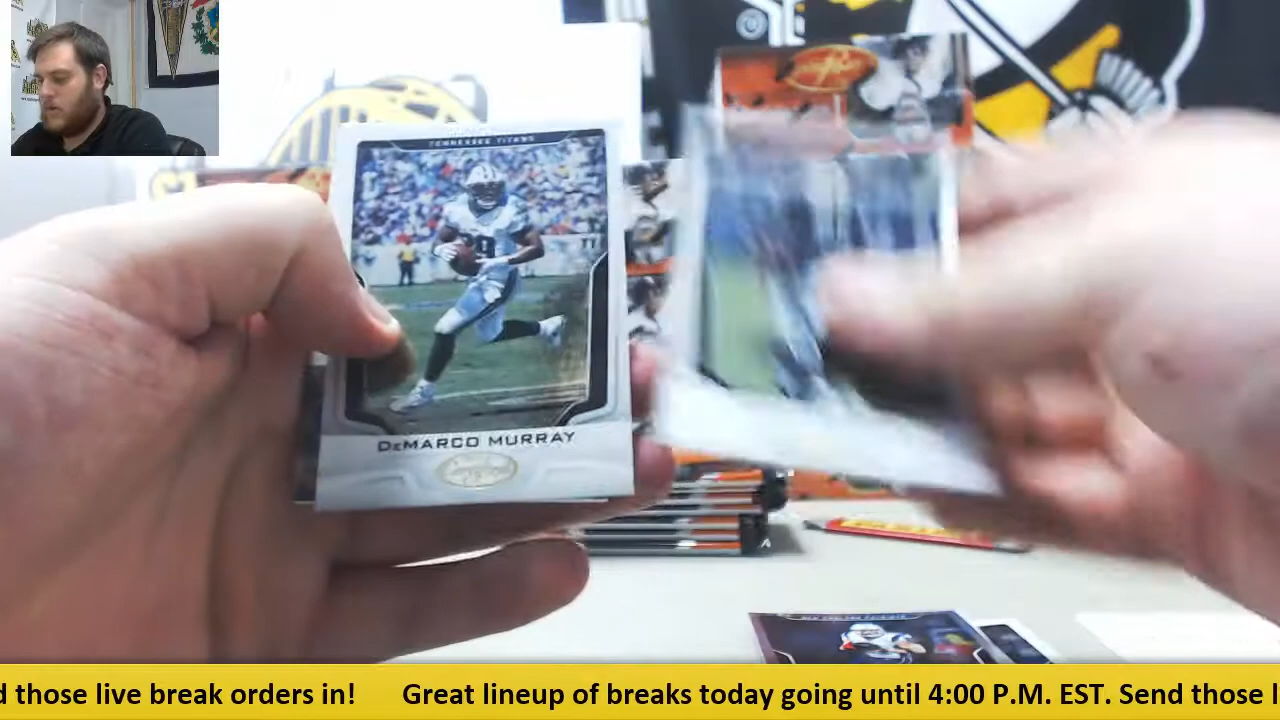 TENNESSEE TITANS
DeMARCO MURRAY
d those live break orders in! Great lineup of breaks today going until 4:00 P.M. EST. Send those l